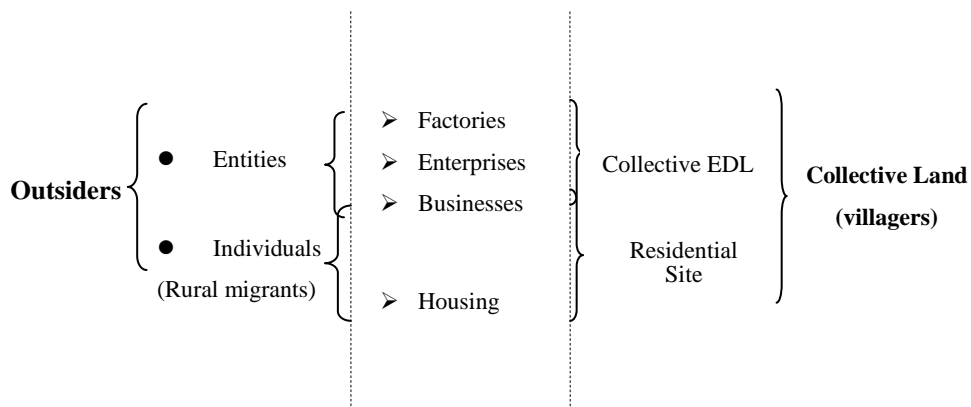 Outsiders
Entities
Individuals
(Rural migrants)
Factories
Enterprises
Businesses
Housing
Collective EDL
Residential
Site
Collective Land
(villagers)